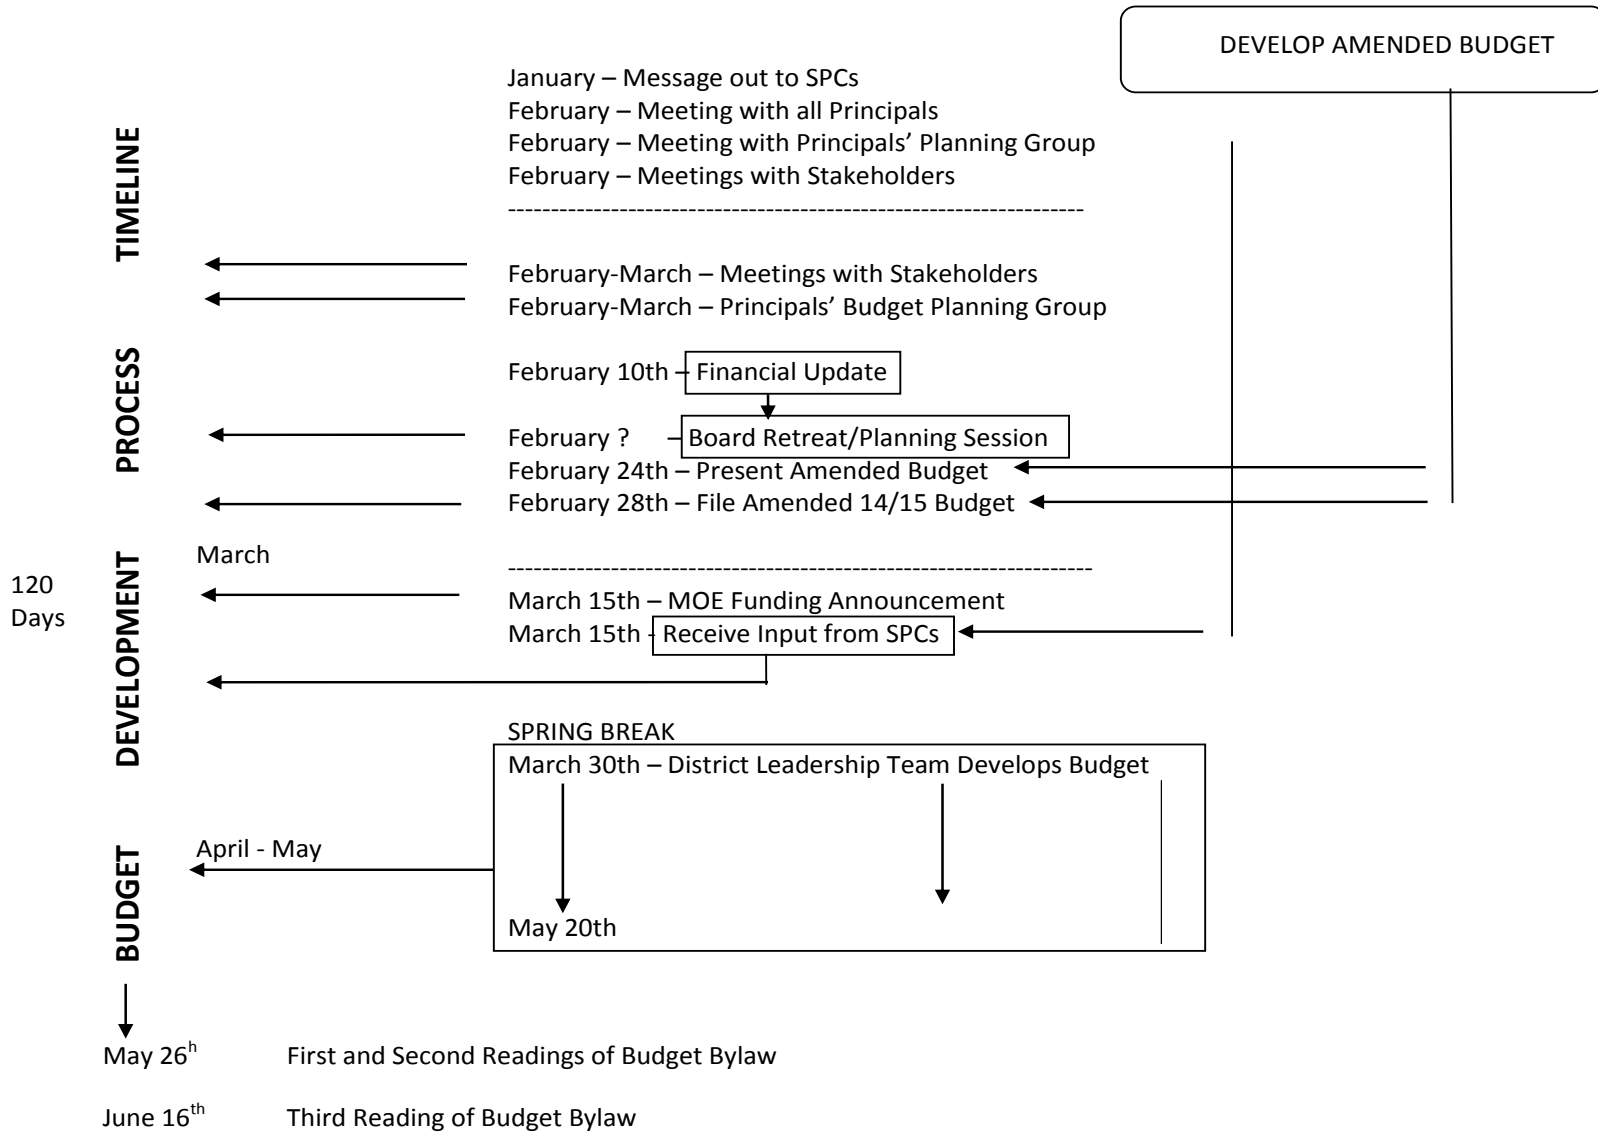 DEVELOP AMENDED BUDGET
January – Message out to SPCs
February – Meeting with all Principals
February – Meeting with Principals’ Planning Group
February – Meetings with Stakeholders
-------------------------------------------------------------------
February-March – Meetings with Stakeholders
February-March – Principals’ Budget Planning Group
February 10th – Financial Update
February ? – Board Retreat/Planning Session
February 24th – Present Amended Budget
February 28th – File Amended 14/15 Budget
March
--------------------------------------------------------------------
March 15th – MOE Funding Announcement
March 15th - Receive Input from SPCs
SPRING BREAK
March 30th – District Leadership Team Develops Budget
April - May
May 20th
120
Days
BUDGET DEVELOPMENT PROCESS TIMELINE
May 26h First and Second Readings of Budget Bylaw
June 16th Third Reading of Budget Bylaw